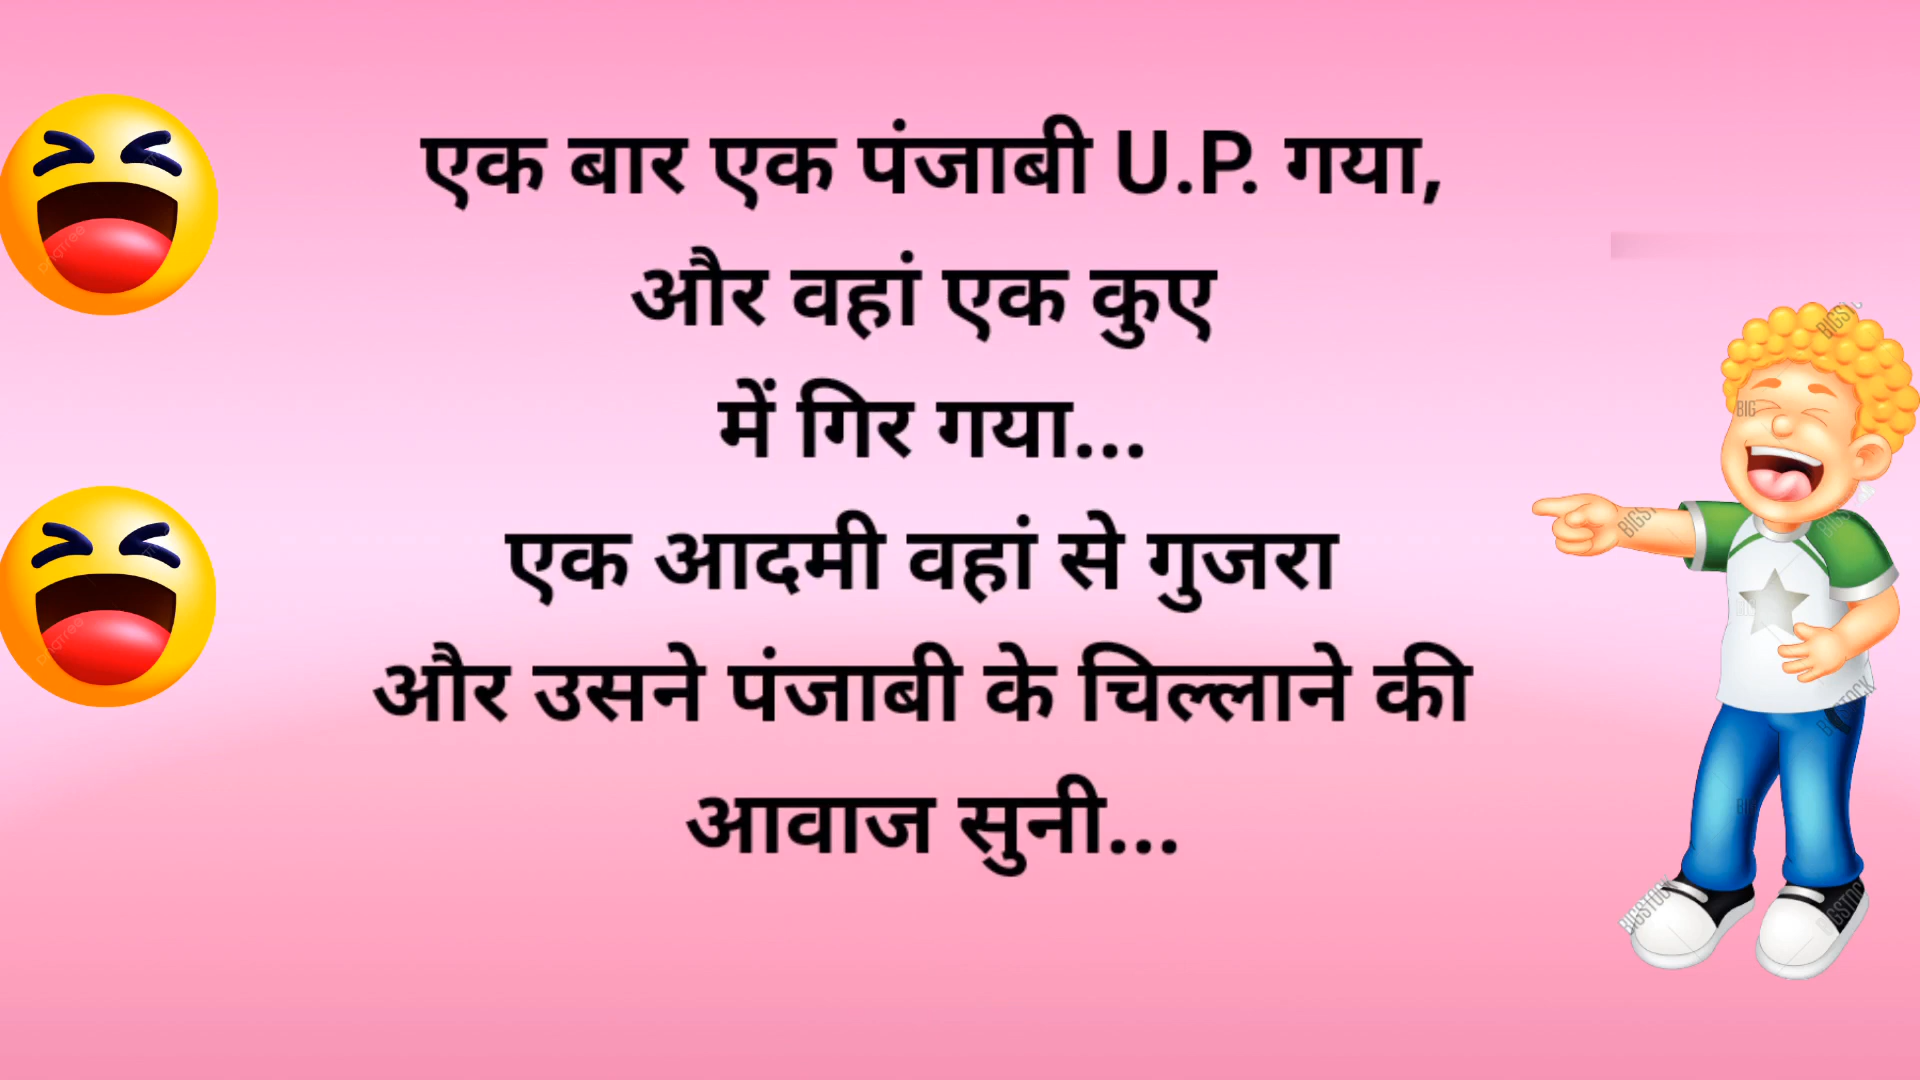 एक बार एक पंजाबी U.P. गया,
और वहां एक कुए
में गिर गया...
एक आदमी वहां से गुजरा
और उसने पंजाबी के चिल्लाने की
आवाज सुनी...